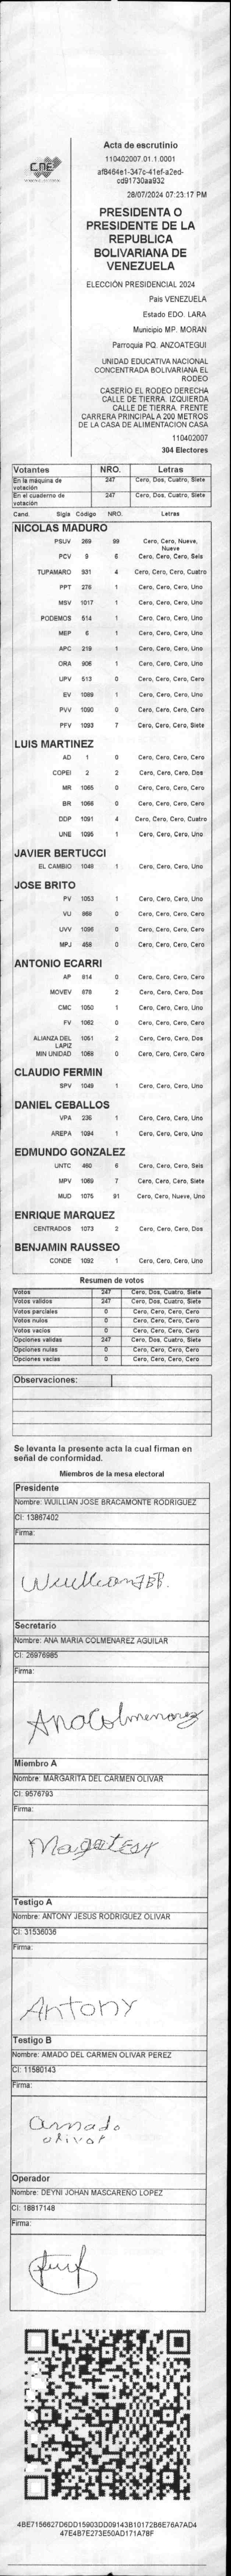 CNE
Acta de escrutinio
110402007.01.1.0001
af8464e1-347c-41ef-a2ed-
cd91730aa932
28/07/2024 07:23:17 PM
PRESIDENTA O
PRESIDENTE DE LA
REPUBLICA
BOLIVARIANA DE
VENEZUELA
ELECCIÓN PRESIDENCIAL 2024
País VENEZUELA
Estado EDO. LARA
Municipio MP. MORAN
Parroquia PQ. ANZOATEGUI
UNIDAD EDUCATIVA NACIONAL
CONCENTRADA BOLIVARIANA EL
RODEO
CASERÍO EL RODEO DERECHA
CALLE DE TIERRA. IZQUIERDA
CALLE DE TIERRA. FRENTE
CARRERA PRINCIPAL A 200 METROS
DE LA CASA DE ALIMENTACION CASA
110402007
304 Electores
Votantes NRO. Letras
En la máquina de votación 247 Cero, Dos, Cuatro, Siete
En el cuaderno de votación 247 Cero, Dos, Cuatro, Siete
Cand. Sigla Código NRO. Letras
NICOLAS MADURO
PSUV 269 99 Cero, Cero, Nueve, Nueve
PCV 9 6 Cero, Cero, Cero, Seis
TUPAMARO 931 4 Cero, Cero, Cero, Cuatro
PPT 276 1 Cero, Cero, Cero, Uno
MSV 1017 1 Cero, Cero, Cero, Uno
PODEMOS 514 1 Cero, Cero, Cero, Uno
MEP 6 1 Cero, Cero, Cero, Uno
APC 219 1 Cero, Cero, Cero, Uno
ORA 906 1 Cero, Cero, Cero, Uno
UPV 513 0 Cero, Cero, Cero, Cero
EV 1089 1 Cero, Cero, Cero, Uno
PVV 1090 0 Cero, Cero, Cero, Cero
PFV 1093 7 Cero, Cero, Cero, Siete
LUIS MARTINEZ
AD 1 0 Cero, Cero, Cero, Cero
COPEI 2 2 Cero, Cero, Cero, Dos
MR 1065 0 Cero, Cero, Cero, Cero
BR 1066 0 Cero, Cero, Cero, Cero
DDP 1091 4 Cero, Cero, Cero, Cuatro
UNE 1095 1 Cero, Cero, Cero, Uno
JAVIER BERTUCCI
EL CAMBIO 1048 1 Cero, Cero, Cero, Uno
JOSE BRITO
PV 1053 1 Cero, Cero, Cero, Uno
VU 868 0 Cero, Cero, Cero, Cero
UVV 1096 0 Cero, Cero, Cero, Cero
MPJ 458 0 Cero, Cero, Cero, Cero
ANTONIO ECARRI
AP 814 0 Cero, Cero, Cero, Cero
MOVEV 878 2 Cero, Cero, Cero, Dos
CMC 1050 1 Cero, Cero, Cero, Uno
FV 1062 0 Cero, Cero, Cero, Cero
ALIANZA DEL LAPIZ 1051 2 Cero, Cero, Cero, Dos
MIN UNIDAD 1068 0 Cero, Cero, Cero, Cero
CLAUDIO FERMIN
SPV 1049 1 Cero, Cero, Cero, Uno
DANIEL CEBALLOS
VPA 236 1 Cero, Cero, Cero, Uno
AREPA 1094 1 Cero, Cero, Cero, Uno
EDMUNDO GONZALEZ
UNTC 460 6 Cero, Cero, Cero, Seis
MPV 1069 7 Cero, Cero, Cero, Siete
MUD 1075 91 Cero, Cero, Nueve, Uno
ENRIQUE MARQUEZ
CENTRADOS 1073 2 Cero, Cero, Cero, Dos
BENJAMIN RAUSSEO
CONDE 1092 1 Cero, Cero, Cero, Uno
Resumen de votos
Votos 247 Cero, Dos, Cuatro, Siete
Votos validos 247 Cero, Dos, Cuatro, Siete
Votos parciales 0 Cero, Cero, Cero, Cero
Votos nulos 0 Cero, Cero, Cero, Cero
Votos vacios 0 Cero, Cero, Cero, Cero
Opciones validas 247 Cero, Dos, Cuatro, Siete
Opciones nulas 0 Cero, Cero, Cero, Cero
Opciones vacias 0 Cero, Cero, Cero, Cero
Observaciones:
Se levanta la presente acta la cual firman en
señal de conformidad.
Miembros de la mesa electoral
Presidente
Nombre: WUILLIAN JOSE BRACAMONTE RODRIGUEZ
CI: 13867402
Firma:
Secretario
Nombre: ANA MARIA COLMENAREZ AGUILAR
CI: 26976985
Firma:
AnaColmenarez
Miembro A
Nombre: MARGARITA DEL CARMEN OLIVAR
CI: 9576793
Firma:
Testigo A
Nombre: ANTONY JESUS RODRIGUEZ OLIVAR
CI: 31536036
Firma:
Antony
Testigo B
Nombre: AMADO DEL CARMEN OLIVAR PEREZ
CI: 11580143
Firma:
amado
olivar
Operador
Nombre: DEYNI JOHAN MASCAREÑO LOPEZ
CI: 18817148
Firma:
4BE7156627D6DD15903DD09143B10172B6E76A7AD4
47E4B7E273E50AD171A78F